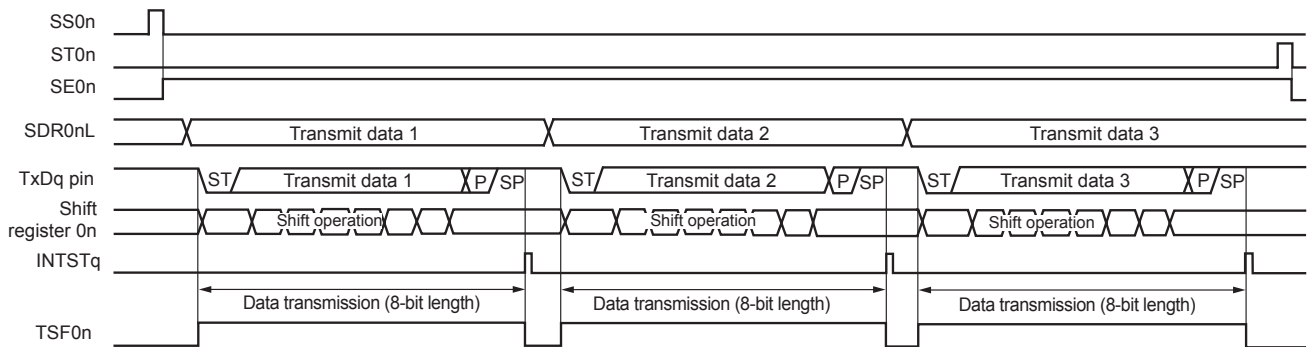 SS0n
ST0n
SE0n
SDR0nL Transmit data 1 Transmit data 2 Transmit data 3
TxDq pin ST Transmit data 1 P SP ST Transmit data 2 P SP ST Transmit data 3 P SP
Shift
register 0n Shift operation Shift operation Shift operation
INTSTq
Data transmission (8-bit length) Data transmission (8-bit length) Data transmission (8-bit length)
TSF0n